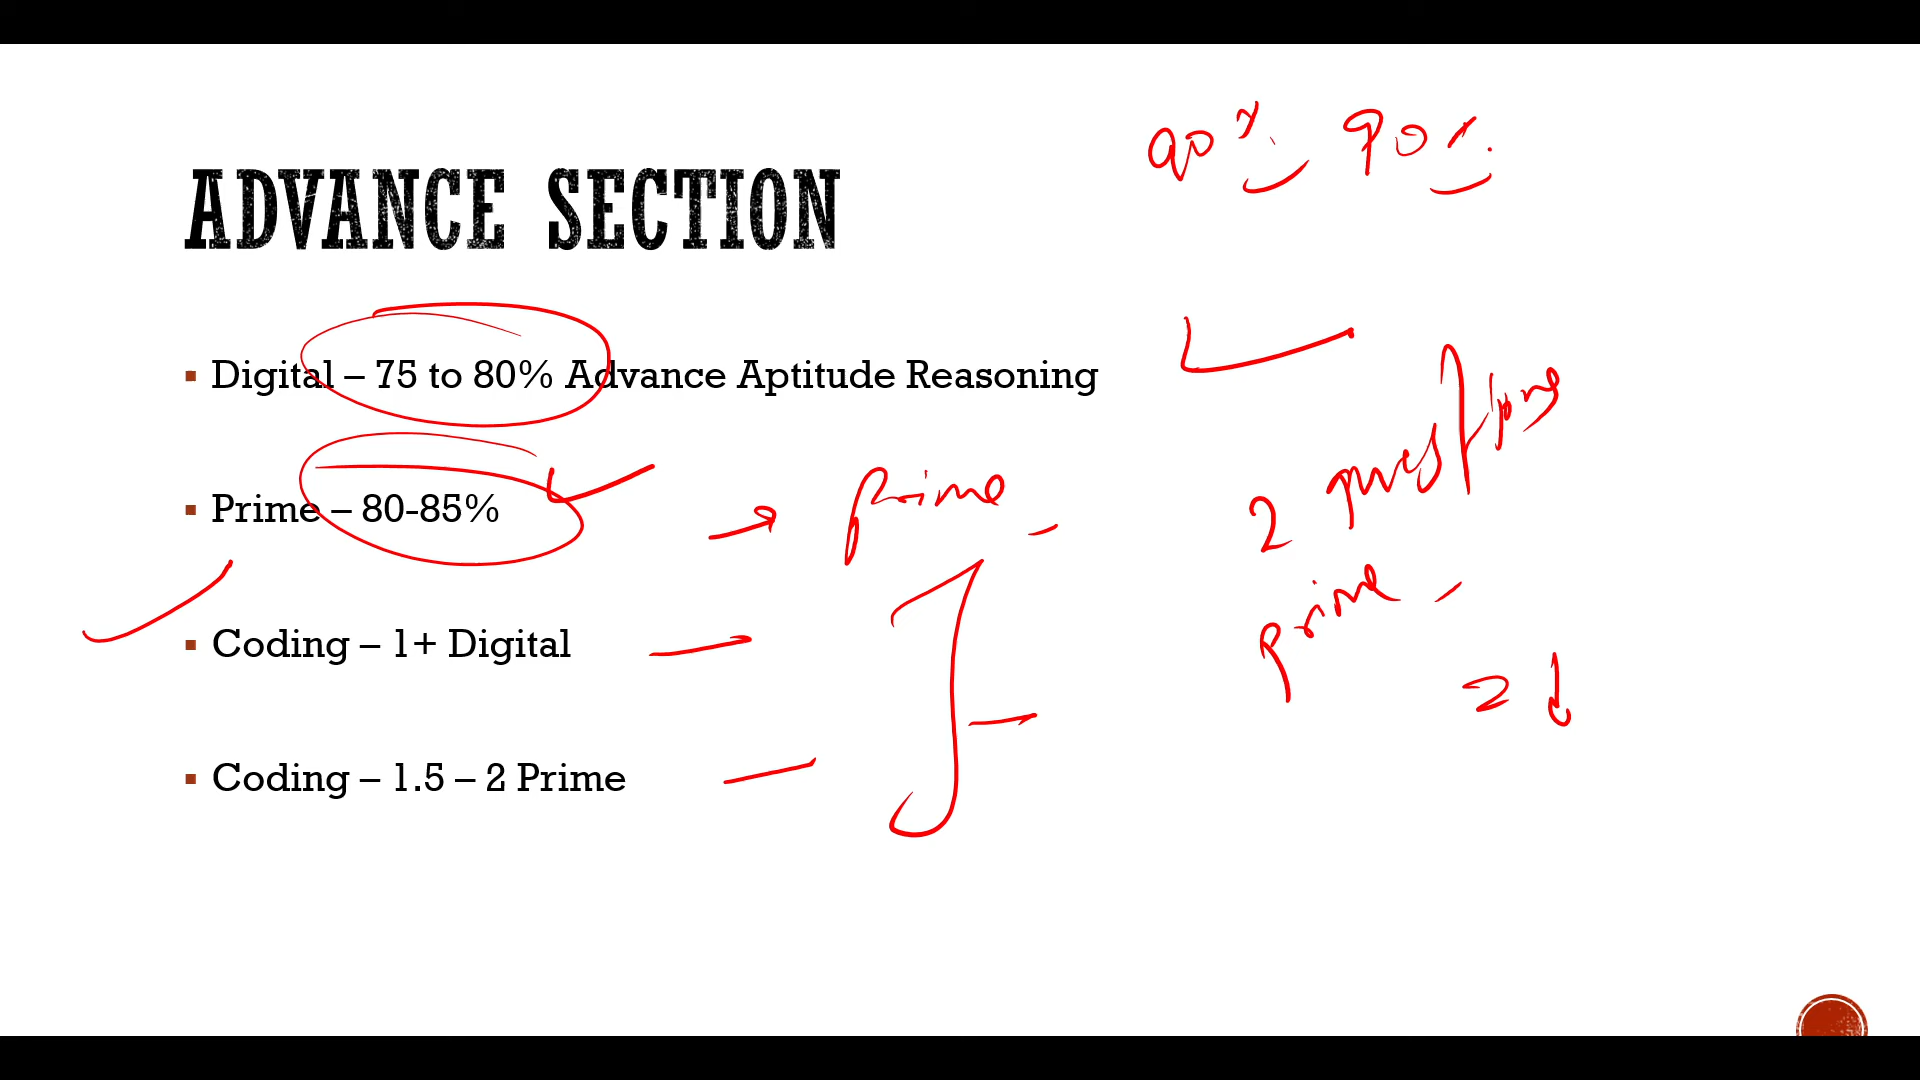 90% 90%
ADVANCE SECTION
▪ Digital – 75 to 80% Advance Aptitude Reasoning
▪ Prime – 80-85%
prime -
2 questions
prime -
2 ↓
▪ Coding – 1+ Digital
▪ Coding – 1.5 – 2 Prime